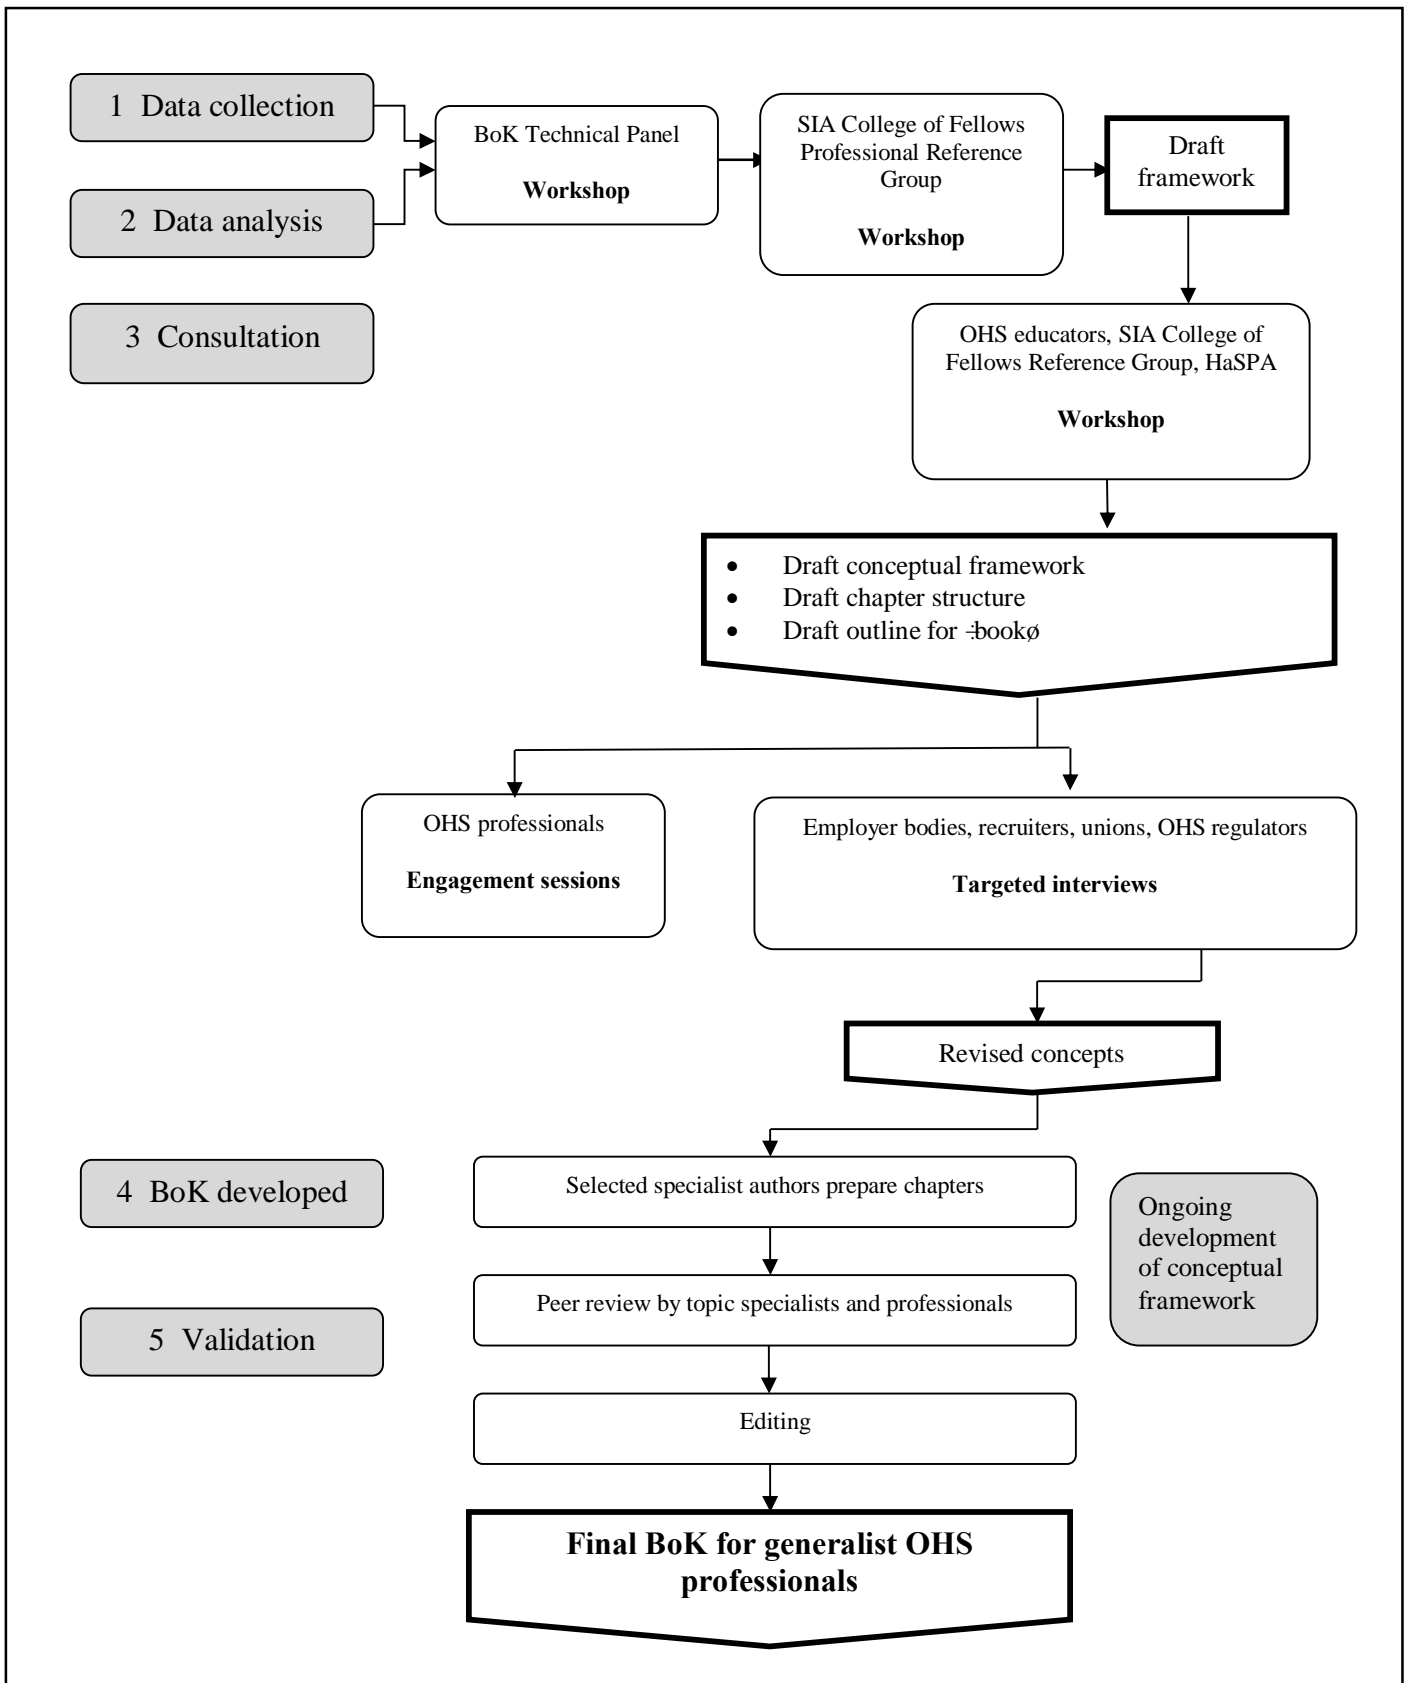 1 Data collection
BoK Technical Panel
Workshop
SIA College of Fellows
Professional Reference
Group
Workshop
Draft
framework
2 Data analysis
3 Consultation
OHS educators, SIA College of
Fellows Reference Group, HaSPA
Workshop
• Draft conceptual framework
• Draft chapter structure
• Draft outline for ÷bookø
OHS professionals
Engagement sessions
Employer bodies, recruiters, unions, OHS regulators
Targeted interviews
Revised concepts
4 BoK developed
Selected specialist authors prepare chapters
Ongoing
development
of conceptual
framework
Peer review by topic specialists and professionals
5 Validation
Editing
Final BoK for generalist OHS
professionals